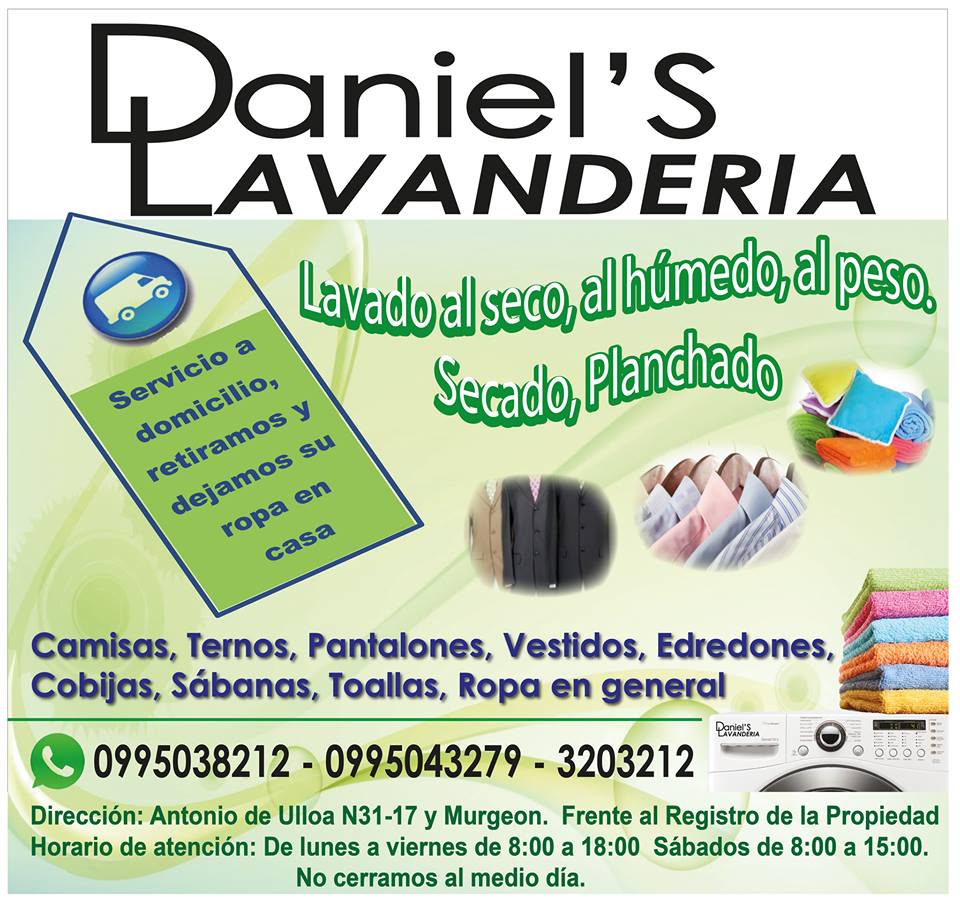 Daniel'S
LAVANDERIA
Servicio a
domicilio,
retiramos y
dejamos su
ropa en
casa
Lavado al seco, al húmedo, al peso.
Secado, Planchado
Camisas, Ternos, Pantalones, Vestidos, Edredones,
Cobijas, Sábanas, Toallas, Ropa en general
Daniel'S
LAVANDERIA
0995038212 - 0995043279 - 3203212
Dirección: Antonio de Ulloa N31-17 y Murgeon. Frente al Registro de la Propiedad
Horario de atención: De lunes a viernes de 8:00 a 18:00 Sábados de 8:00 a 15:00.
No cerramos al medio día.